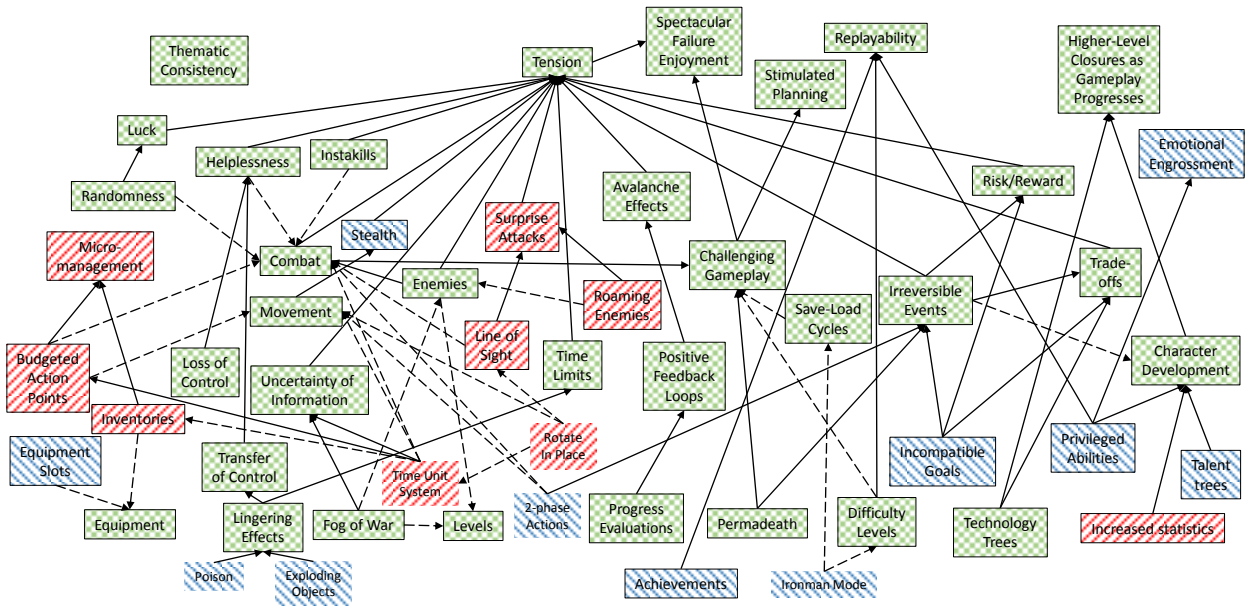 Thematic
Consistency
Tension
Spectacular
Failure
Enjoyment
Replayability
Stimulated
Planning
Higher-Level
Closures as
Gameplay
Progresses
Luck
Helplessness
Instakills
Emotional
Engrossment
Randomness
Avalanche
Effects
Risk/Reward
Micro-
management
Stealth
Surprise
Attacks
Combat
Challenging
Gameplay
Trade-
offs
Enemies
Roaming
Enemies
Irreversible
Events
Movement
Save-Load
Cycles
Budgeted
Action
Points
Loss of
Control
Line of
Sight
Time
Limits
Positive
Feedback
Loops
Character
Development
Uncertainty of
Information
Inventories
Equipment
Slots
Transfer
of Control
Time Unit
System
Rotate
In Place
Incompatible
Goals
Privileged
Abilities
Talent
trees
Equipment
Lingering
Effects
Fog of War
Levels
2-phase
Actions
Progress
Evaluations
Permadeath
Difficulty
Levels
Technology
Trees
Increased statistics
Poison
Exploding
Objects
Achievements
Ironman Mode